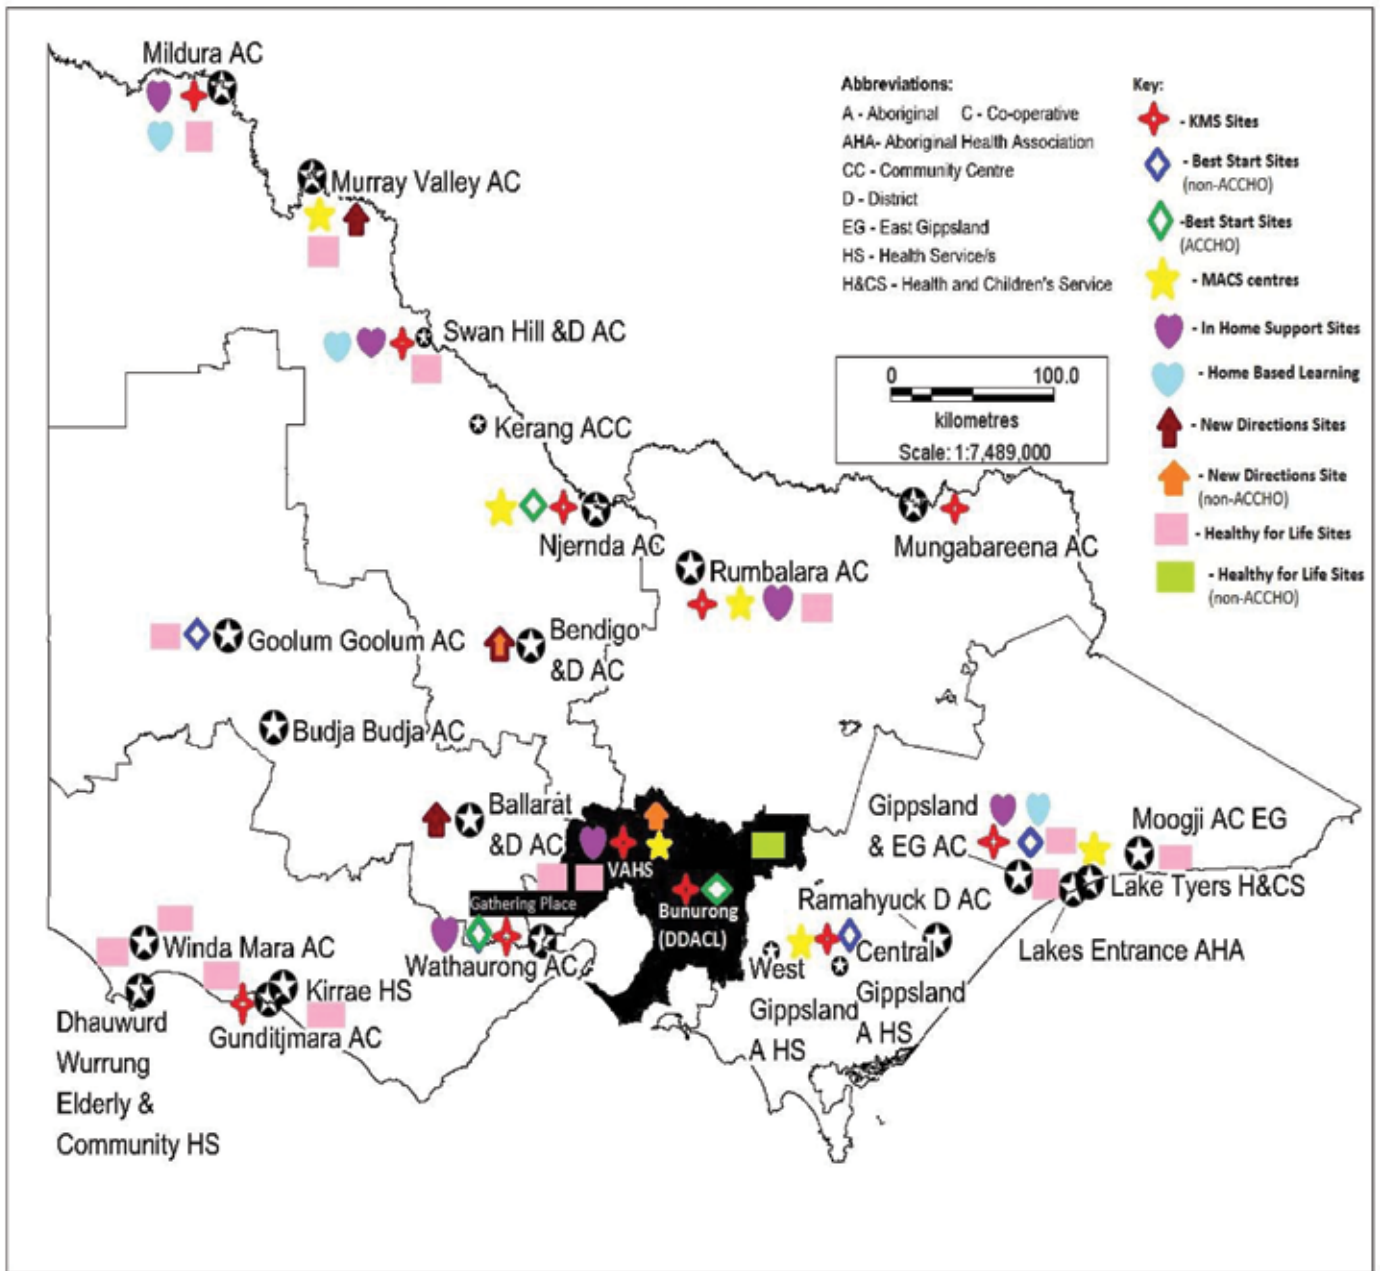 Mildura AC
Murray Valley AC
Swan Hill &D AC
Kerang ACC
Njernda AC
Mungabareena AC
Rumbalara AC
Goolum Goolum AC
Bendigo
&D AC
Budja Budja AC
Ballarat
&D AC
VAHS
Gathering Place
Bunurong
(DDACL)
Wathaurong AC
Winda Mara AC
Kirrae HS
Gunditjmara AC
Dhauwurd
Wurrung
Elderly &
Community HS
West
Gippsland
A HS
Central
Gippsland
A HS
Ramahyuck D AC
Gippsland
& EG AC
Moogji AC EG
Lake Tyers H&CS
Lakes Entrance AHA
Abbreviations:
A - Aboriginal C - Co-operative
AHA- Aboriginal Health Association
CC - Community Centre
D - District
EG - East Gippsland
HS - Health Service/s
H&CS - Health and Children's Service
0 100.0
kilometres
Scale: 1:7,489,000
Key:
- KMS Sites
- Best Start Sites
(non-ACCHO)
-Best Start Sites
(ACCHO)
- MACS centres
- In Home Support Sites
- Home Based Learning
- New Directions Sites
- New Directions Site
(non-ACCHO)
- Healthy for Life Sites
- Healthy for Life Sites
(non-ACCHO)